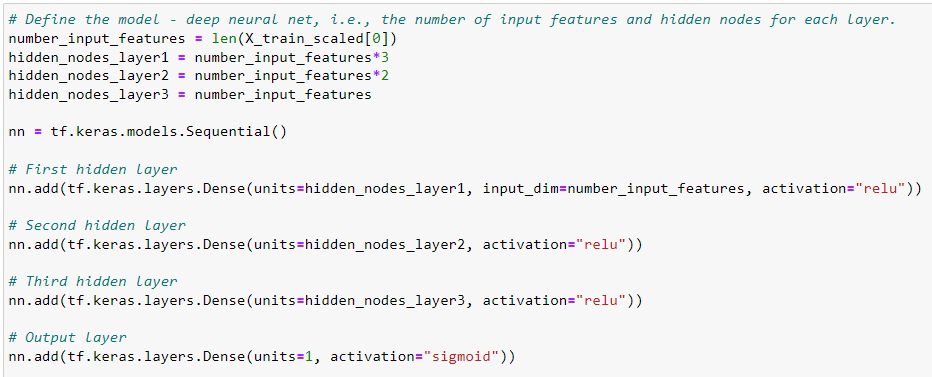 # Define the model - deep neural net, i.e., the number of input features and hidden nodes for each layer.
number_input_features = len(X_train_scaled[0])
hidden_nodes_layer1 = number_input_features*3
hidden_nodes_layer2 = number_input_features*2
hidden_nodes_layer3 = number_input_features
nn = tf.keras.models.Sequential()
# First hidden layer
nn.add(tf.keras.layers.Dense(units=hidden_nodes_layer1, input_dim=number_input_features, activation="relu"))
# Second hidden layer
nn.add(tf.keras.layers.Dense(units=hidden_nodes_layer2, activation="relu"))
# Third hidden layer
nn.add(tf.keras.layers.Dense(units=hidden_nodes_layer3, activation="relu"))
# Output layer
nn.add(tf.keras.layers.Dense(units=1, activation="sigmoid"))